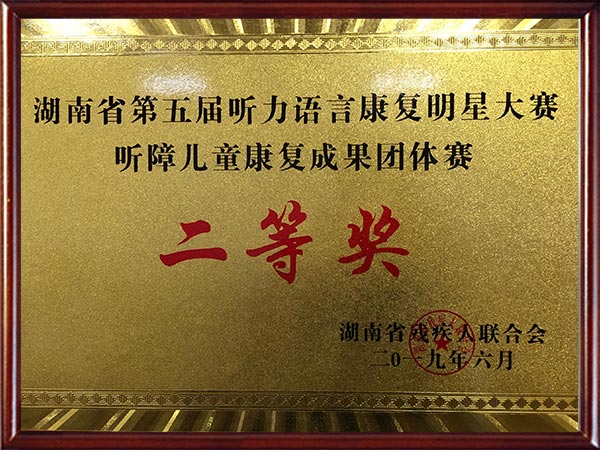 湖南省第五届听力语言康复明星大赛
听障儿童康复成果团体赛
二等奖
湖南省残疾人联合会
二0一九年六月